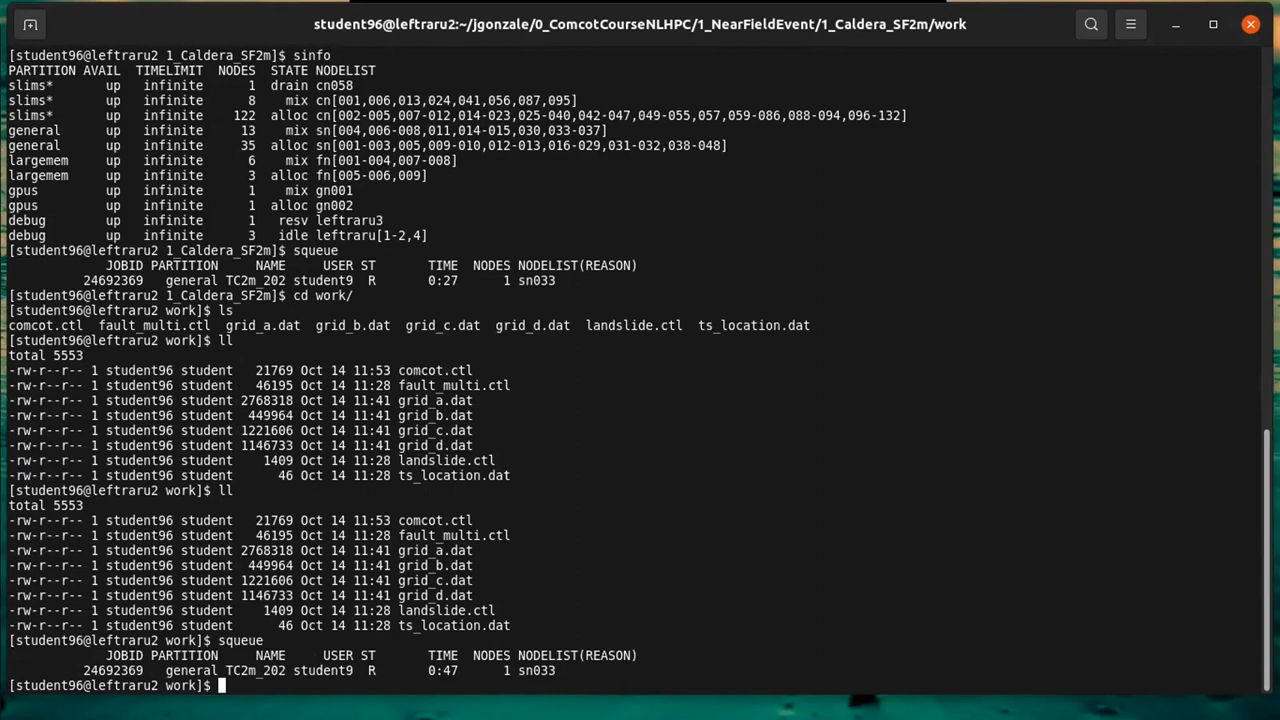 student96@leftraru2:~/jgonzale/0_ComcotCourseNLHPC/1_NearFieldEvent/1_Caldera_SF2m/work
[student96@leftraru2 1_Caldera_SF2m]$ sinfo
PARTITION AVAIL  TIMELIMIT  NODES  STATE NODELIST
slims*       up   infinite      1  drain cn058
slims*       up   infinite      8    mix cn[001,006,013,024,041,056,087,095]
slims*       up   infinite    122  alloc cn[002-005,007-012,014-023,025-040,042-047,049-055,057,059-086,088-094,096-132]
general      up   infinite     13    mix sn[004,006-008,011,014-015,030,033-037]
general      up   infinite     35  alloc sn[001-003,005,009-010,012-013,016-029,031-032,038-048]
largemem     up   infinite      6    mix fn[001-004,007-008]
largemem     up   infinite      3  alloc fn[005-006,009]
gpus         up   infinite      1    mix gn001
gpus         up   infinite      1  alloc gn002
debug        up   infinite      1   resv leftraru3
debug        up   infinite      3   idle leftraru[1-2,4]
[student96@leftraru2 1_Caldera_SF2m]$ squeue
             JOBID PARTITION     NAME     USER ST       TIME  NODES NODELIST(REASON)
          24692369   general TC2m_202 student9  R       0:27      1 sn033
[student96@leftraru2 1_Caldera_SF2m]$ cd work/
[student96@leftraru2 work]$ ls
comcot.ctl  fault_multi.ctl  grid_a.dat  grid_b.dat  grid_c.dat  grid_d.dat  landslide.ctl  ts_location.dat
[student96@leftraru2 work]$ ll
total 5553
-rw-r--r-- 1 student96 student   21769 Oct 14 11:53 comcot.ctl
-rw-r--r-- 1 student96 student   46195 Oct 14 11:28 fault_multi.ctl
-rw-r--r-- 1 student96 student 2768318 Oct 14 11:41 grid_a.dat
-rw-r--r-- 1 student96 student  449964 Oct 14 11:41 grid_b.dat
-rw-r--r-- 1 student96 student 1221606 Oct 14 11:41 grid_c.dat
-rw-r--r-- 1 student96 student 1146733 Oct 14 11:41 grid_d.dat
-rw-r--r-- 1 student96 student    1409 Oct 14 11:28 landslide.ctl
-rw-r--r-- 1 student96 student      46 Oct 14 11:28 ts_location.dat
[student96@leftraru2 work]$ ll
total 5553
-rw-r--r-- 1 student96 student   21769 Oct 14 11:53 comcot.ctl
-rw-r--r-- 1 student96 student   46195 Oct 14 11:28 fault_multi.ctl
-rw-r--r-- 1 student96 student 2768318 Oct 14 11:41 grid_a.dat
-rw-r--r-- 1 student96 student  449964 Oct 14 11:41 grid_b.dat
-rw-r--r-- 1 student96 student 1221606 Oct 14 11:41 grid_c.dat
-rw-r--r-- 1 student96 student 1146733 Oct 14 11:41 grid_d.dat
-rw-r--r-- 1 student96 student    1409 Oct 14 11:28 landslide.ctl
-rw-r--r-- 1 student96 student      46 Oct 14 11:28 ts_location.dat
[student96@leftraru2 work]$ squeue
             JOBID PARTITION     NAME     USER ST       TIME  NODES NODELIST(REASON)
          24692369   general TC2m_202 student9  R       0:47      1 sn033
[student96@leftraru2 work]$